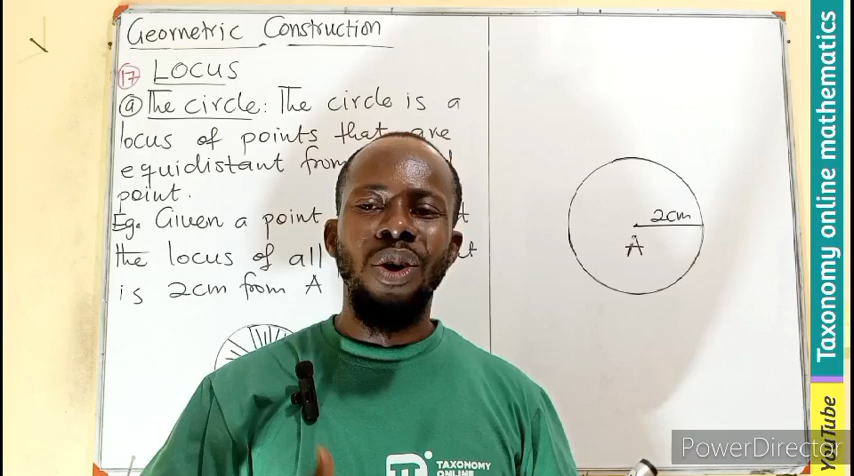 Geometric Construction
17 LOCUS
a The circle: The circle is a
locus of points that are
equidistant from
point.
Eg. Given a point
the locus of all
is 2cm from A
2cm
A
TAXONOMY
ONLINE
Taxonomy online mathematics
YouTube
PowerDirector